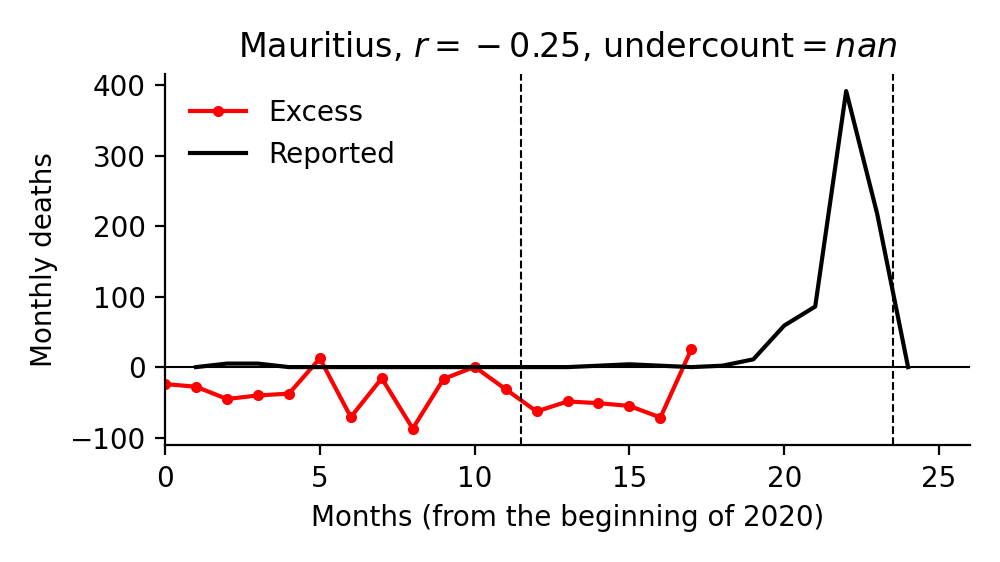 Mauritius, r = −0.25, undercount = nan
400
300
200
100
0
−100
Monthly deaths
Excess
Reported
0 5 10 15 20 25
Months (from the beginning of 2020)